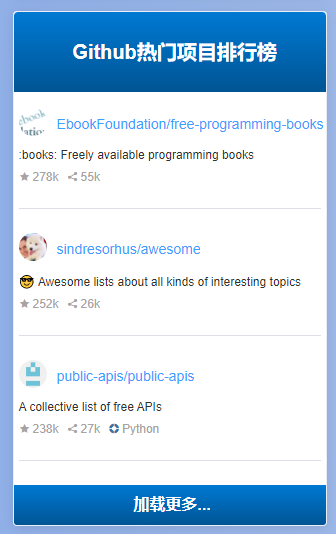 Github热门项目排行榜
EbookFoundation/free-programming-books
:books: Freely available programming books
278k 55k
sindresorhus/awesome
😎 Awesome lists about all kinds of interesting topics
252k 26k
public-apis/public-apis
A collective list of free APIs
238k 27k Python
加载更多...